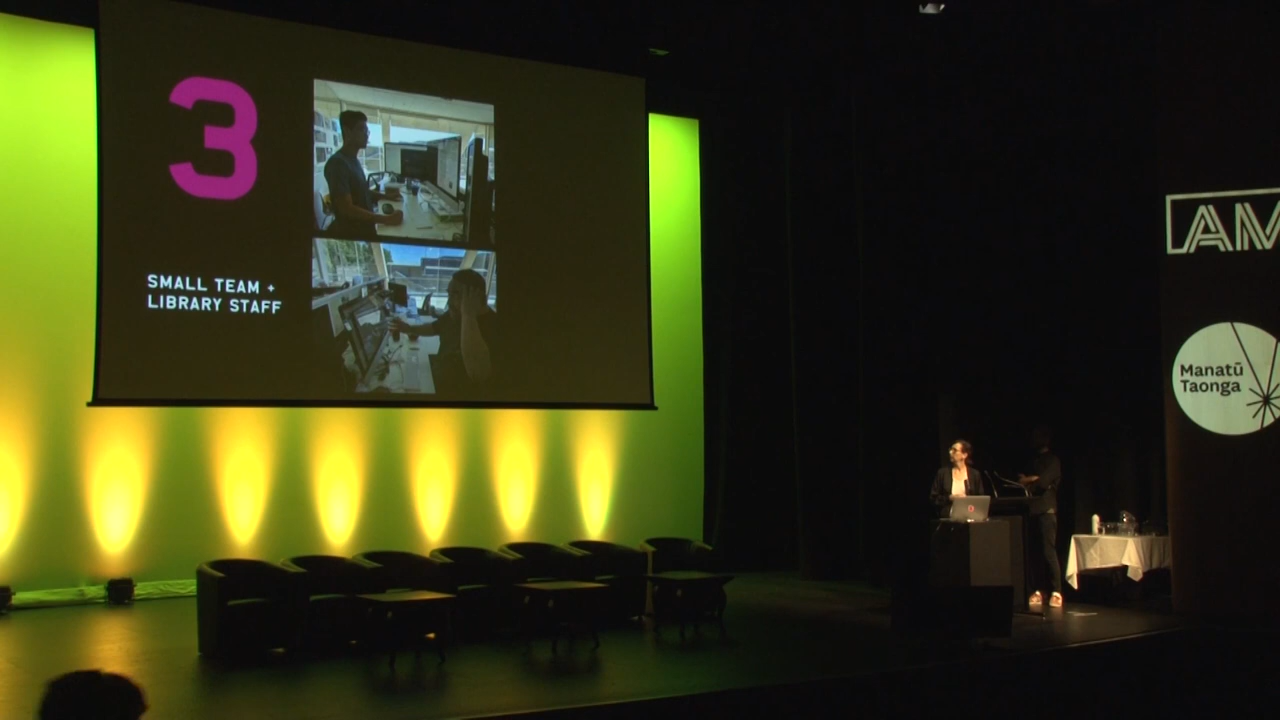 3
SMALL TEAM +
LIBRARY STAFF
AM
Manatū
Taonga